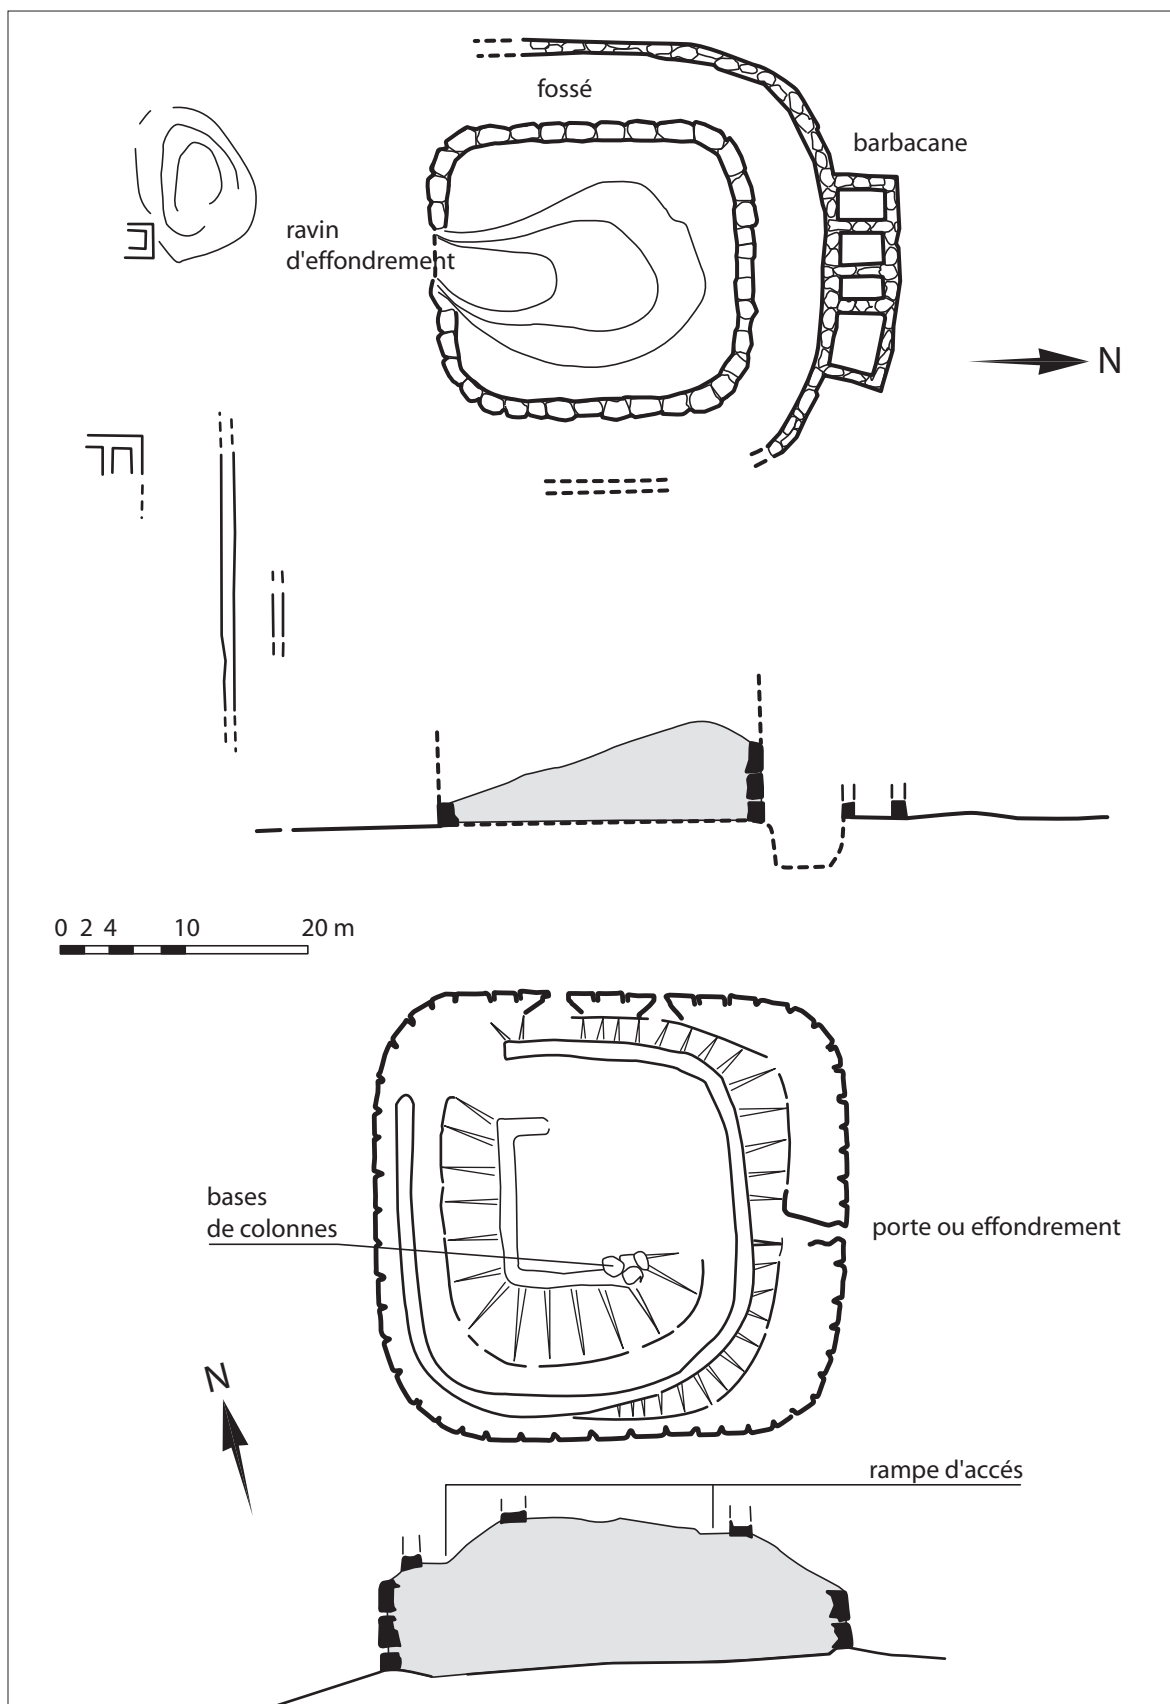 fossé
barbacane
ravin
d'effondrement
N
0 2 4 10 20 m
bases
de colonnes
porte ou effondrement
N
rampe d'accés